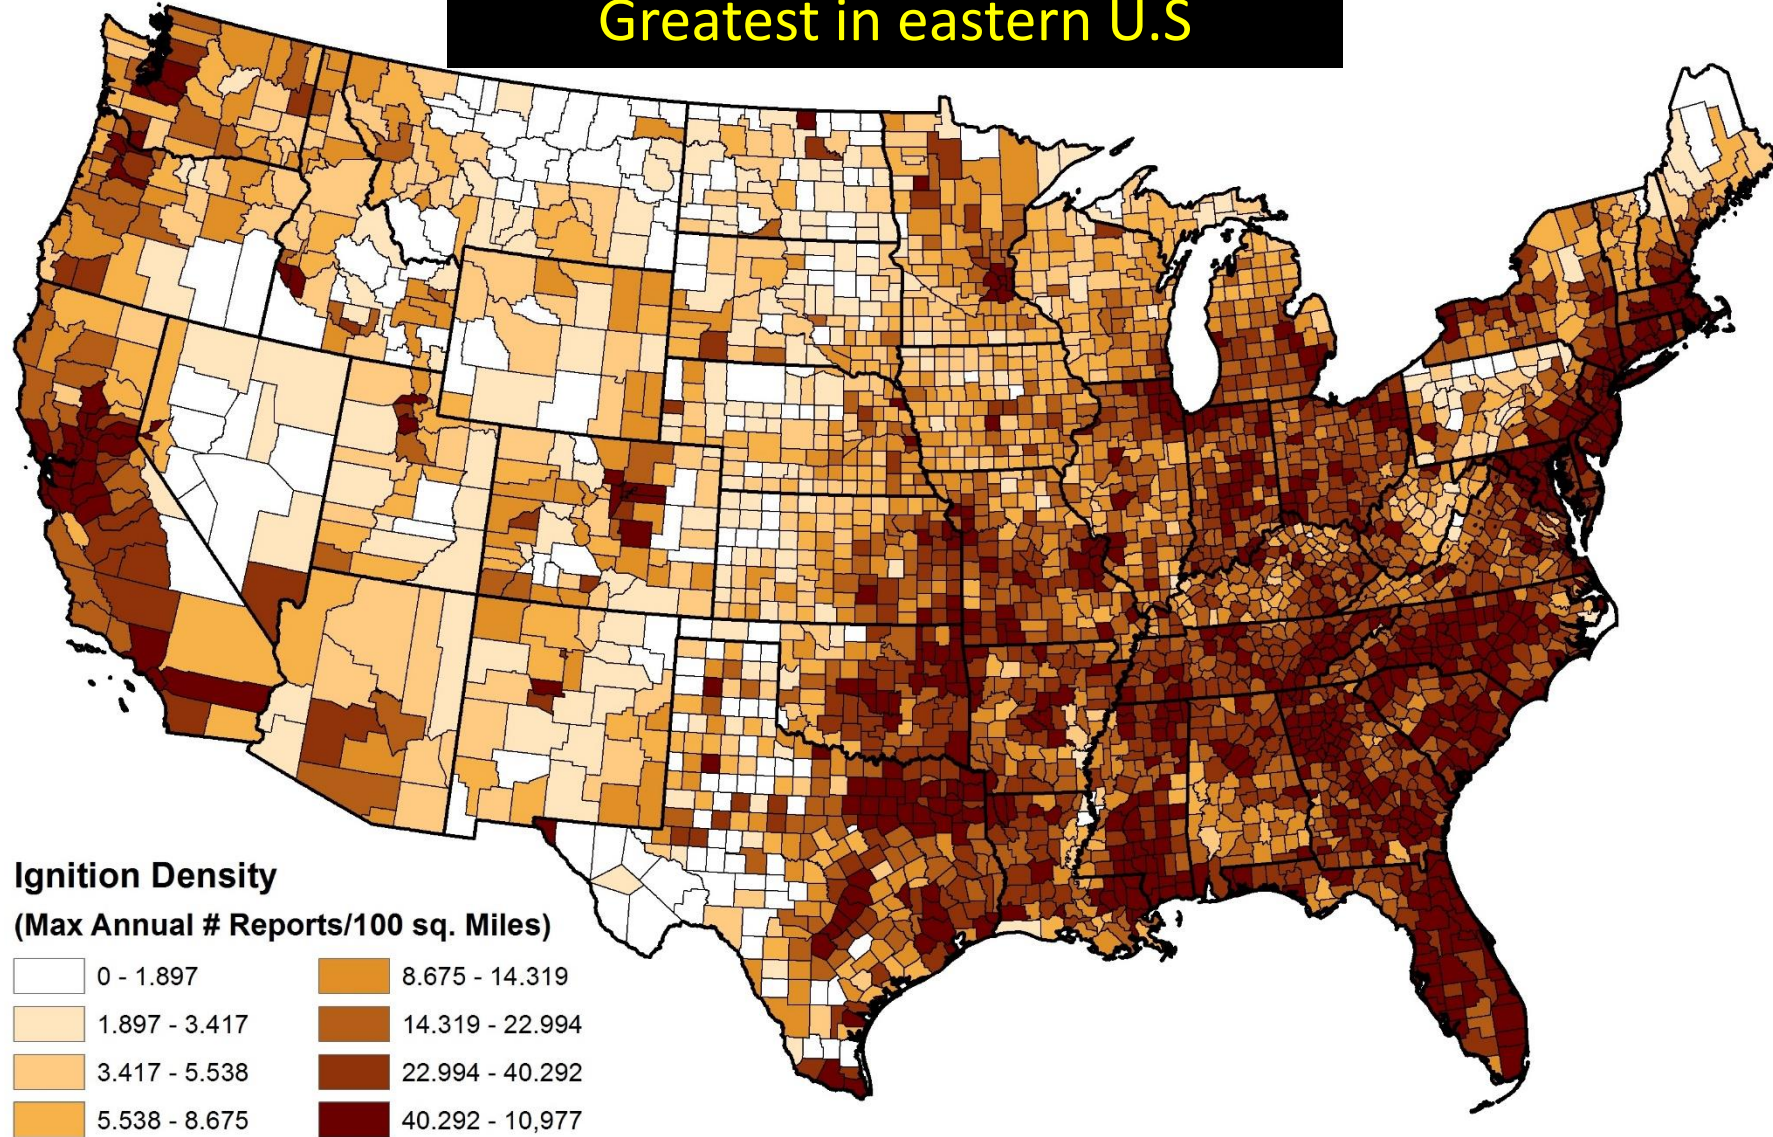 Greatest in eastern U.S
Ignition Density
(Max Annual # Reports/100 sq. Miles)
0 - 1.897
1.897 - 3.417
3.417 - 5.538
5.538 - 8.675
8.675 - 14.319
14.319 - 22.994
22.994 - 40.292
40.292 - 10,977